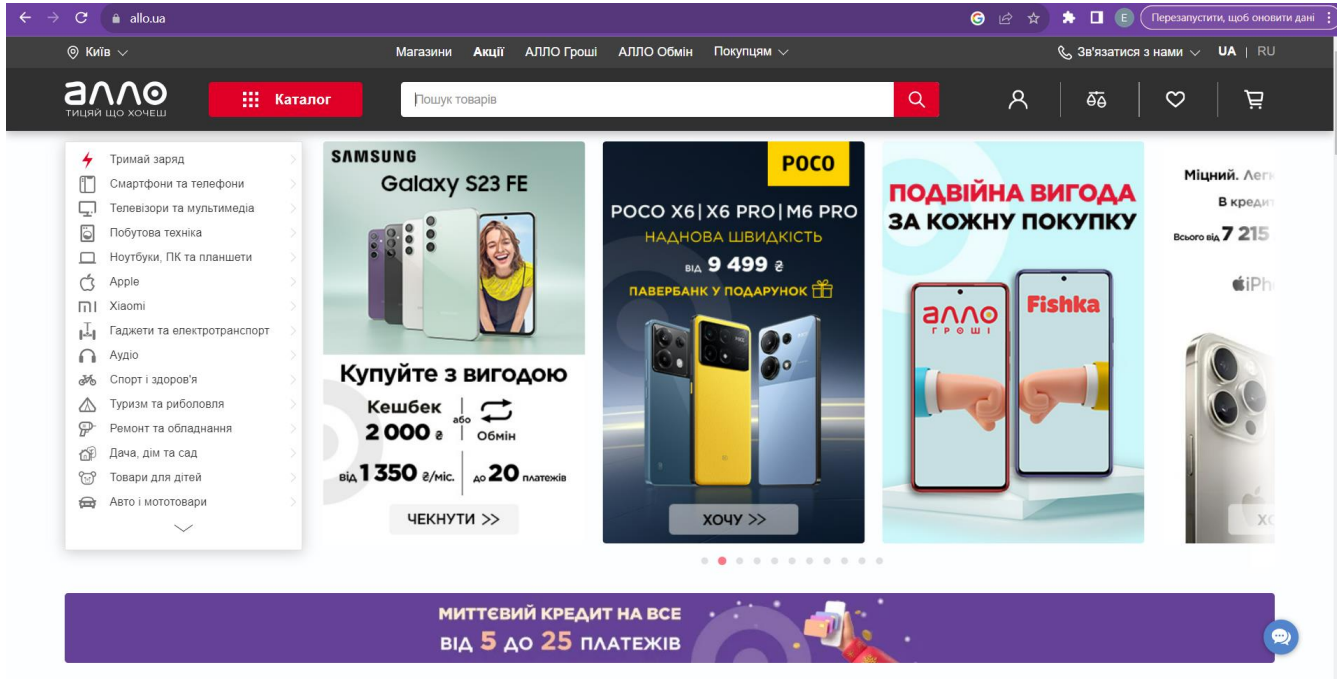 allo.ua
E
Перезапустити, щоб оновити дані
Київ
Магазини Акції АЛЛО Гроші АЛЛО Обмін Покупцям
Зв'язатися з нами UA | RU
алло
ТИЦЯЙ ЩО ХОЧЕШ
Каталог
Пошук товарів
Тримай заряд
Смартфони та телефони
Телевізори та мультимедіа
Побутова техніка
Ноутбуки, ПК та планшети
Apple
Xiaomi
Гаджети та електротранспорт
Аудіо
Спорт і здоров'я
Туризм та риболовля
Ремонт та обладнання
Дача, дім та сад
Товари для дітей
Авто і мототовари
SAMSUNG
Galaxy S23 FE
Купуйте з вигодою
Кешбек
2 000 ₴
або
Обмін
від 1 350 ₴/міс.
до 20 платежів
ЧЕКНУТИ >>
POCO
POCO X6 | X6 PRO | M6 PRO
НАДНОВА ШВИДКІСТЬ
ВІД 9 499 ₴
ПАВЕРБАНК У ПОДАРУНОК
ХОЧУ >>
ПОДВІЙНА ВИГОДА
ЗА КОЖНУ ПОКУПКУ
алло
ГРОШІ
Fishka
Міцний.
В
Всього від 7 215
МИТТЄВИЙ КРЕДИТ НА ВСЕ
ВІД 5 ДО 25 ПЛАТЕЖІВ